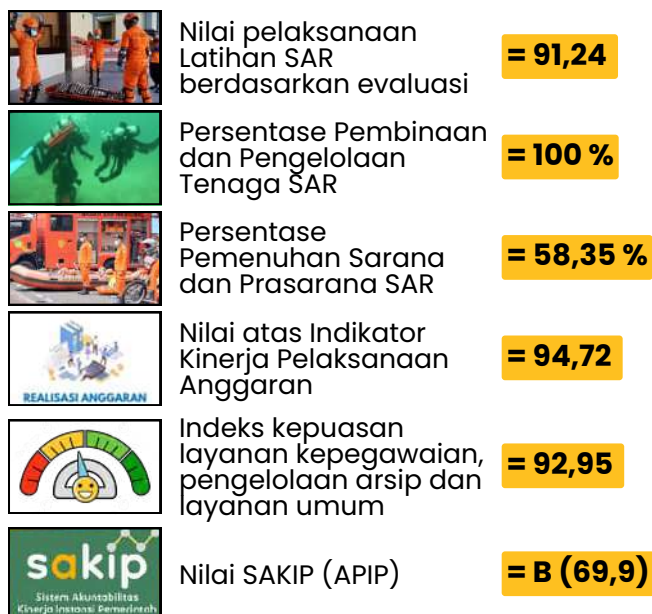 Nilai pelaksanaan
Latihan SAR
berdasarkan evaluasi
= 91,24
Persentase Pembinaan
dan Pengelolaan
Tenaga SAR
= 100 %
Persentase
Pemenuhan Sarana
dan Prasarana SAR
= 58,35 %
REALISASI ANGGARAN
Nilai atas Indikator
Kinerja Pelaksanaan
Anggaran
= 94,72
Indeks kepuasan
layanan kepegawaian,
pengelolaan arsip dan
layanan umum
= 92,95
sakip
Sistem Akuntabilitas
Kinerja Instansi Pemerintah
Nilai SAKIP (APIP)
= B (69,9)